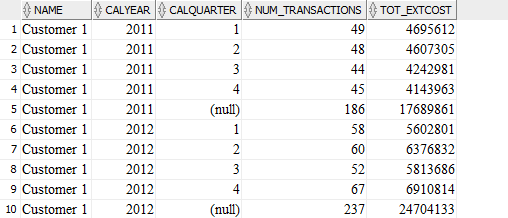 NAME CALYEAR CALQUARTER NUM_TRANSACTIONS TOT_EXTCOST
1 Customer 1 2011 1 49 4695612
2 Customer 1 2011 2 48 4607305
3 Customer 1 2011 3 44 4242981
4 Customer 1 2011 4 45 4143963
5 Customer 1 2011 (null) 186 17689861
6 Customer 1 2012 1 58 5602801
7 Customer 1 2012 2 60 6376832
8 Customer 1 2012 3 52 5813686
9 Customer 1 2012 4 67 6910814
10 Customer 1 2012 (null) 237 24704133